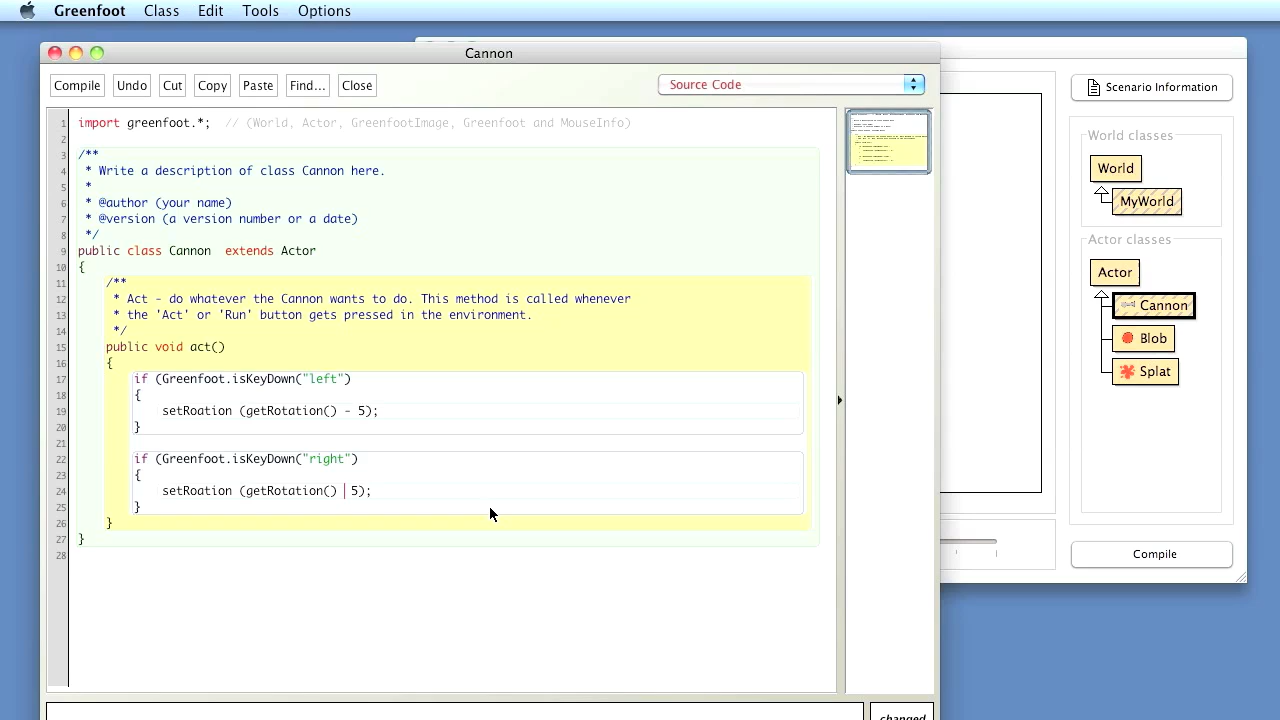 Greenfoot Class Edit Tools Options
Cannon
Compile Undo Cut Copy Paste Find... Close Source Code
Scenario Information
World classes
World
MyWorld
Actor classes
Actor
Cannon
Blob
Splat
Compile
1 import greenfoot.*; // (World, Actor, GreenfootImage, Greenfoot and MouseInfo)
2
3 /**
4 * Write a description of class Cannon here.
5 *
6 * @author (your name)
7 * @version (a version number or a date)
8 */
9 public class Cannon extends Actor
10 {
11 /**
12 * Act - do whatever the Cannon wants to do. This method is called whenever
13 * the 'Act' or 'Run' button gets pressed in the environment.
14 */
15 public void act()
16 {
17 if (Greenfoot.isKeyDown("left")
18 {
19 setRoation (getRotation() - 5);
20 }
21
22 if (Greenfoot.isKeyDown("right")
23 {
24 setRoation (getRotation() 5);
25 }
26 }
27 }
28
changed